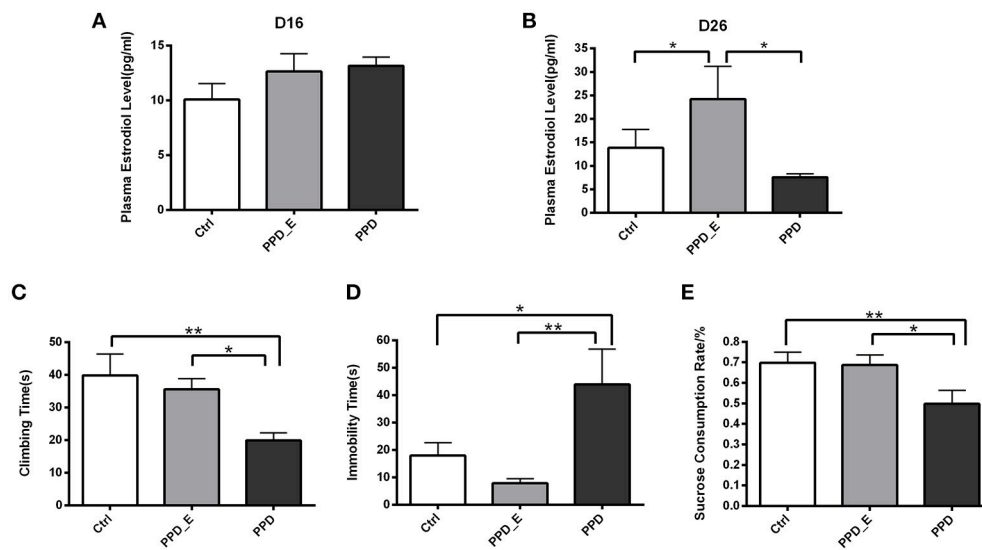 A
D16
Plasma Estrodiol Level(pg/ml)
15
10
5
0
Ctrl
PPD_E
PPD
B
D26
* *
Plasma Estrodiol Level(pg/ml)
35
30
25
20
15
10
5
0
Ctrl
PPD_E
PPD
C
**
*
Climbing Time(s)
50
40
30
20
10
0
Ctrl
PPD_E
PPD
D
*
**
Immobility Time(s)
60
50
40
30
20
10
0
Ctrl
PPD_E
PPD
E
**
*
Sucrose Consumption Rate/%
0.8
0.7
0.6
0.5
0.4
0.3
0.2
0.1
0.0
Ctrl
PPD_E
PPD